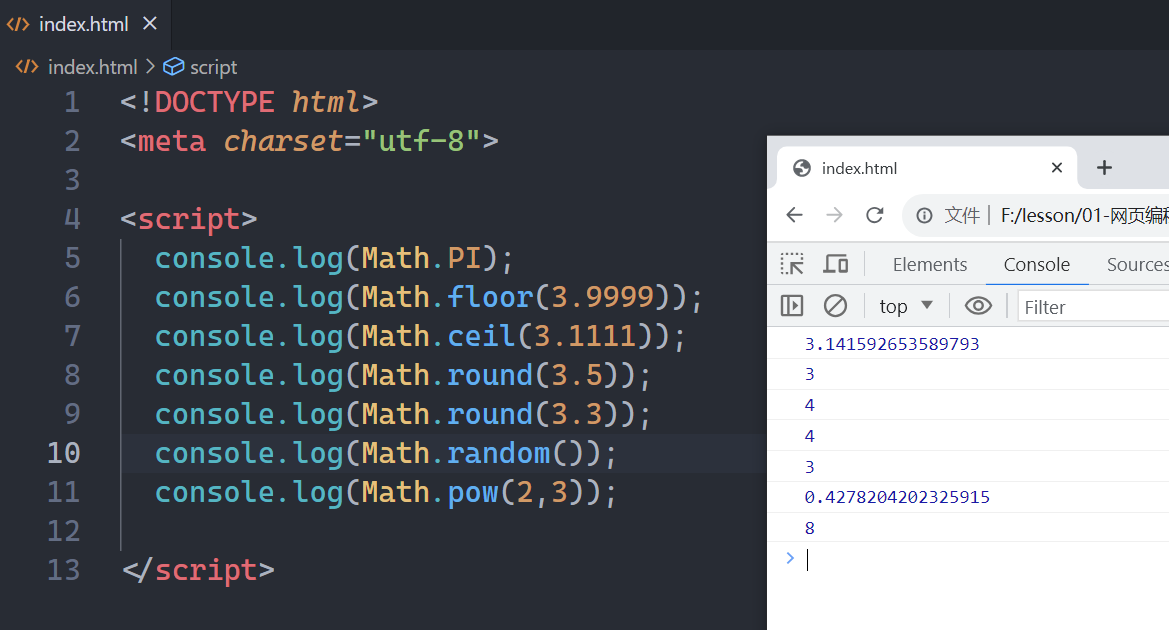 index.html
index.html > script
1 <!DOCTYPE html>
2 <meta charset="utf-8">
3
4 <script>
5 console.log(Math.PI);
6 console.log(Math.floor(3.9999));
7 console.log(Math.ceil(3.1111));
8 console.log(Math.round(3.5));
9 console.log(Math.round(3.3));
10 console.log(Math.random());
11 console.log(Math.pow(2,3));
12
13 </script>
index.html
文件 | F:/lesson/01-网页编
Elements Console Sources
top Filter
3.141592653589793
3
4
4
3
0.4278204202325915
8